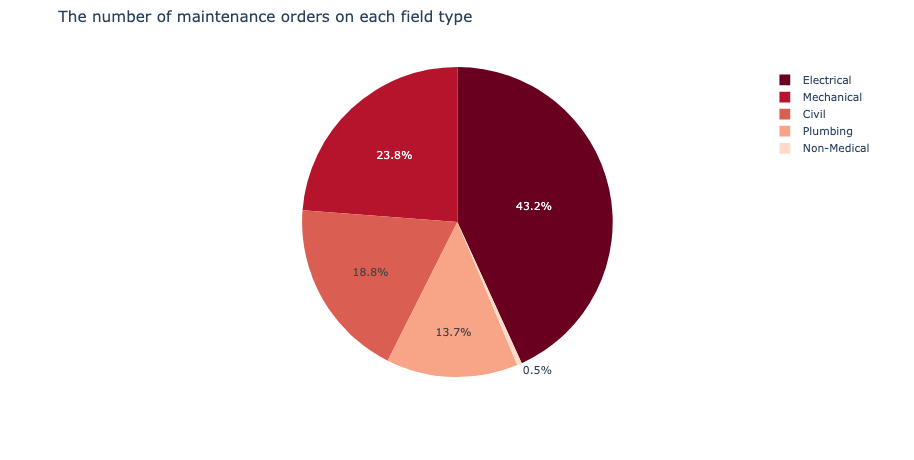 The number of maintenance orders on each field type
Electrical
Mechanical
Civil
Plumbing
Non-Medical
23.8%
43.2%
18.8%
13.7%
0.5%